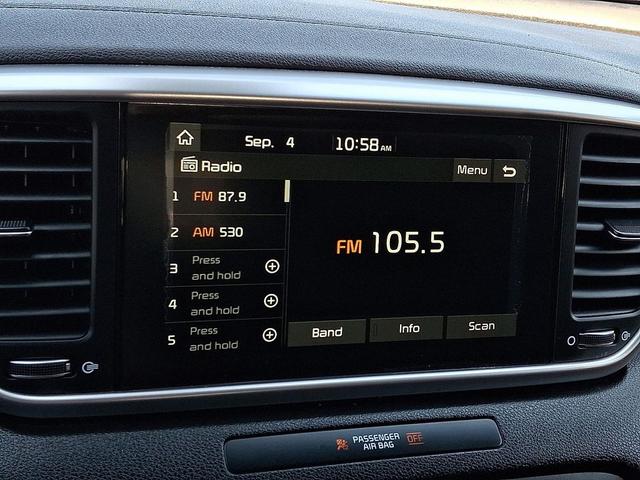 Sep. 4 10:58 AM
Radio Menu
1 FM 87.9
2 AM 530
3 Press and hold
4 Press and hold
5 Press and hold
FM 105.5
Band Info Scan
PASSENGER AIR BAG OFF